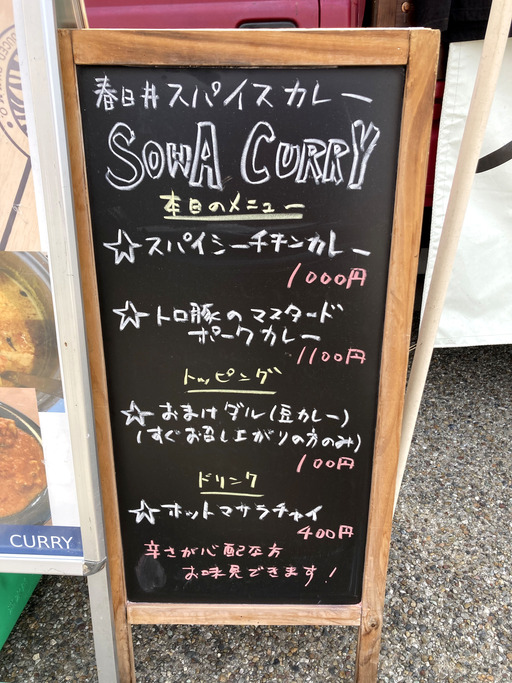 春日井スパイスカレー
SOWA CURRY
本日のメニュー
☆スパイシーチキンカレー
1000円
☆トロ豚のマスタード
ポークカレー
1100円
トッピング
☆おまけダル(豆カレー)
(すぐお召し上がりの方のみ)
100円
ドリンク
☆ホットマサラチャイ
400円
辛さが心配な方
お味見できます!
CURRY